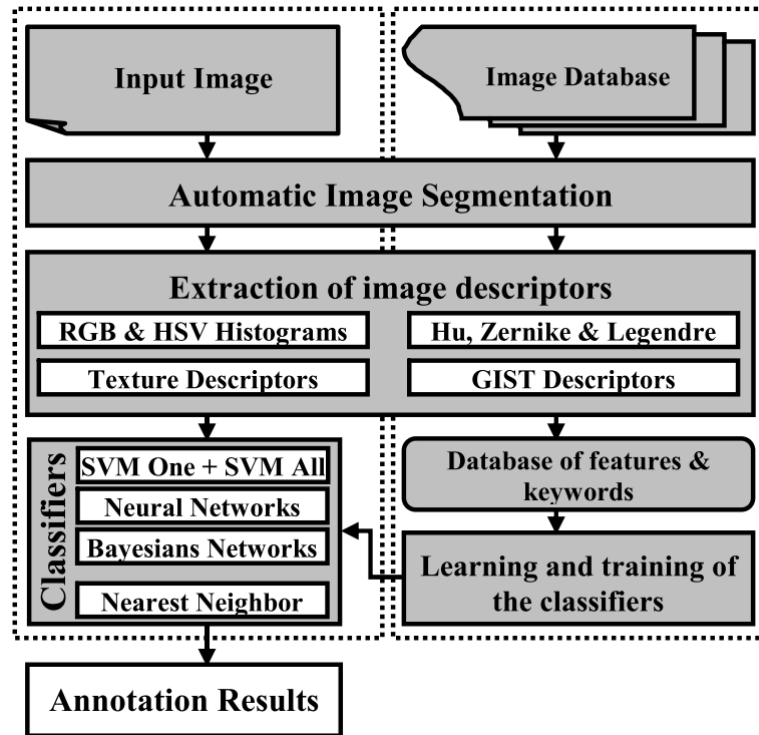 Input Image
Image Database
Automatic Image Segmentation
Extraction of image descriptors
RGB & HSV Histograms
Hu, Zernike & Legendre
Texture Descriptors
GIST Descriptors
Classifiers
SVM One + SVM All
Neural Networks
Bayesians Networks
Nearest Neighbor
Database of features &
keywords
Learning and training of
the classifiers
Annotation Results